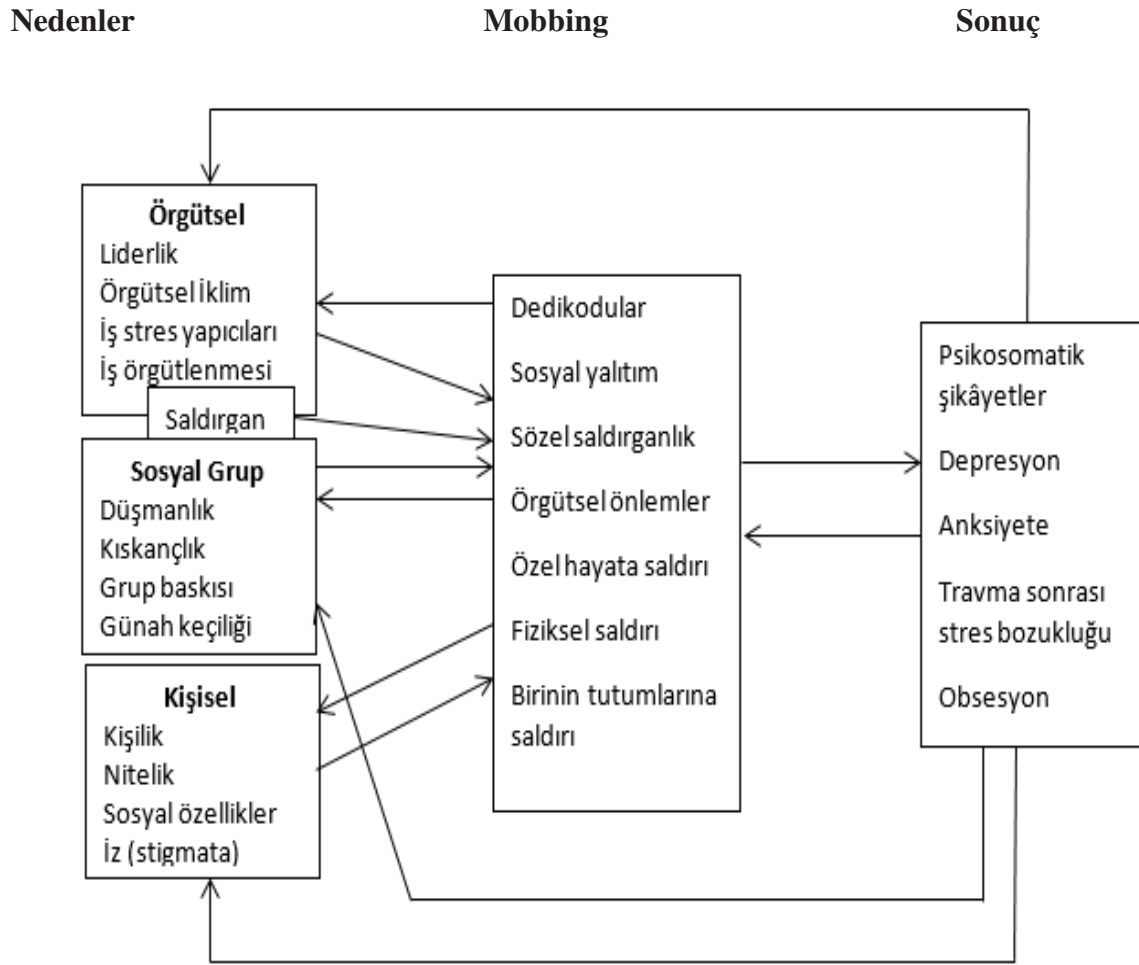 Nedenler
Mobbing
Sonuç
Örgütsel
Liderlik
Örgütsel İklim
İş stres yapıcıları
İş örgütlenmesi
Saldırgan
Sosyal Grup
Düşmanlık
Kıskançlık
Grup baskısı
Günah keçiliği
Kişisel
Kişilik
Nitelik
Sosyal özellikler
İz (stigmata)
Dedikodular
Sosyal yalıtım
Sözel saldırganlık
Örgütsel önlemler
Özel hayata saldırı
Fiziksel saldırı
Birinin tutumlarına
saldırı
Psikosomatik
şikâyetler
Depresyon
Anksiyete
Travma sonrası
stres bozukluğu
Obsesyon